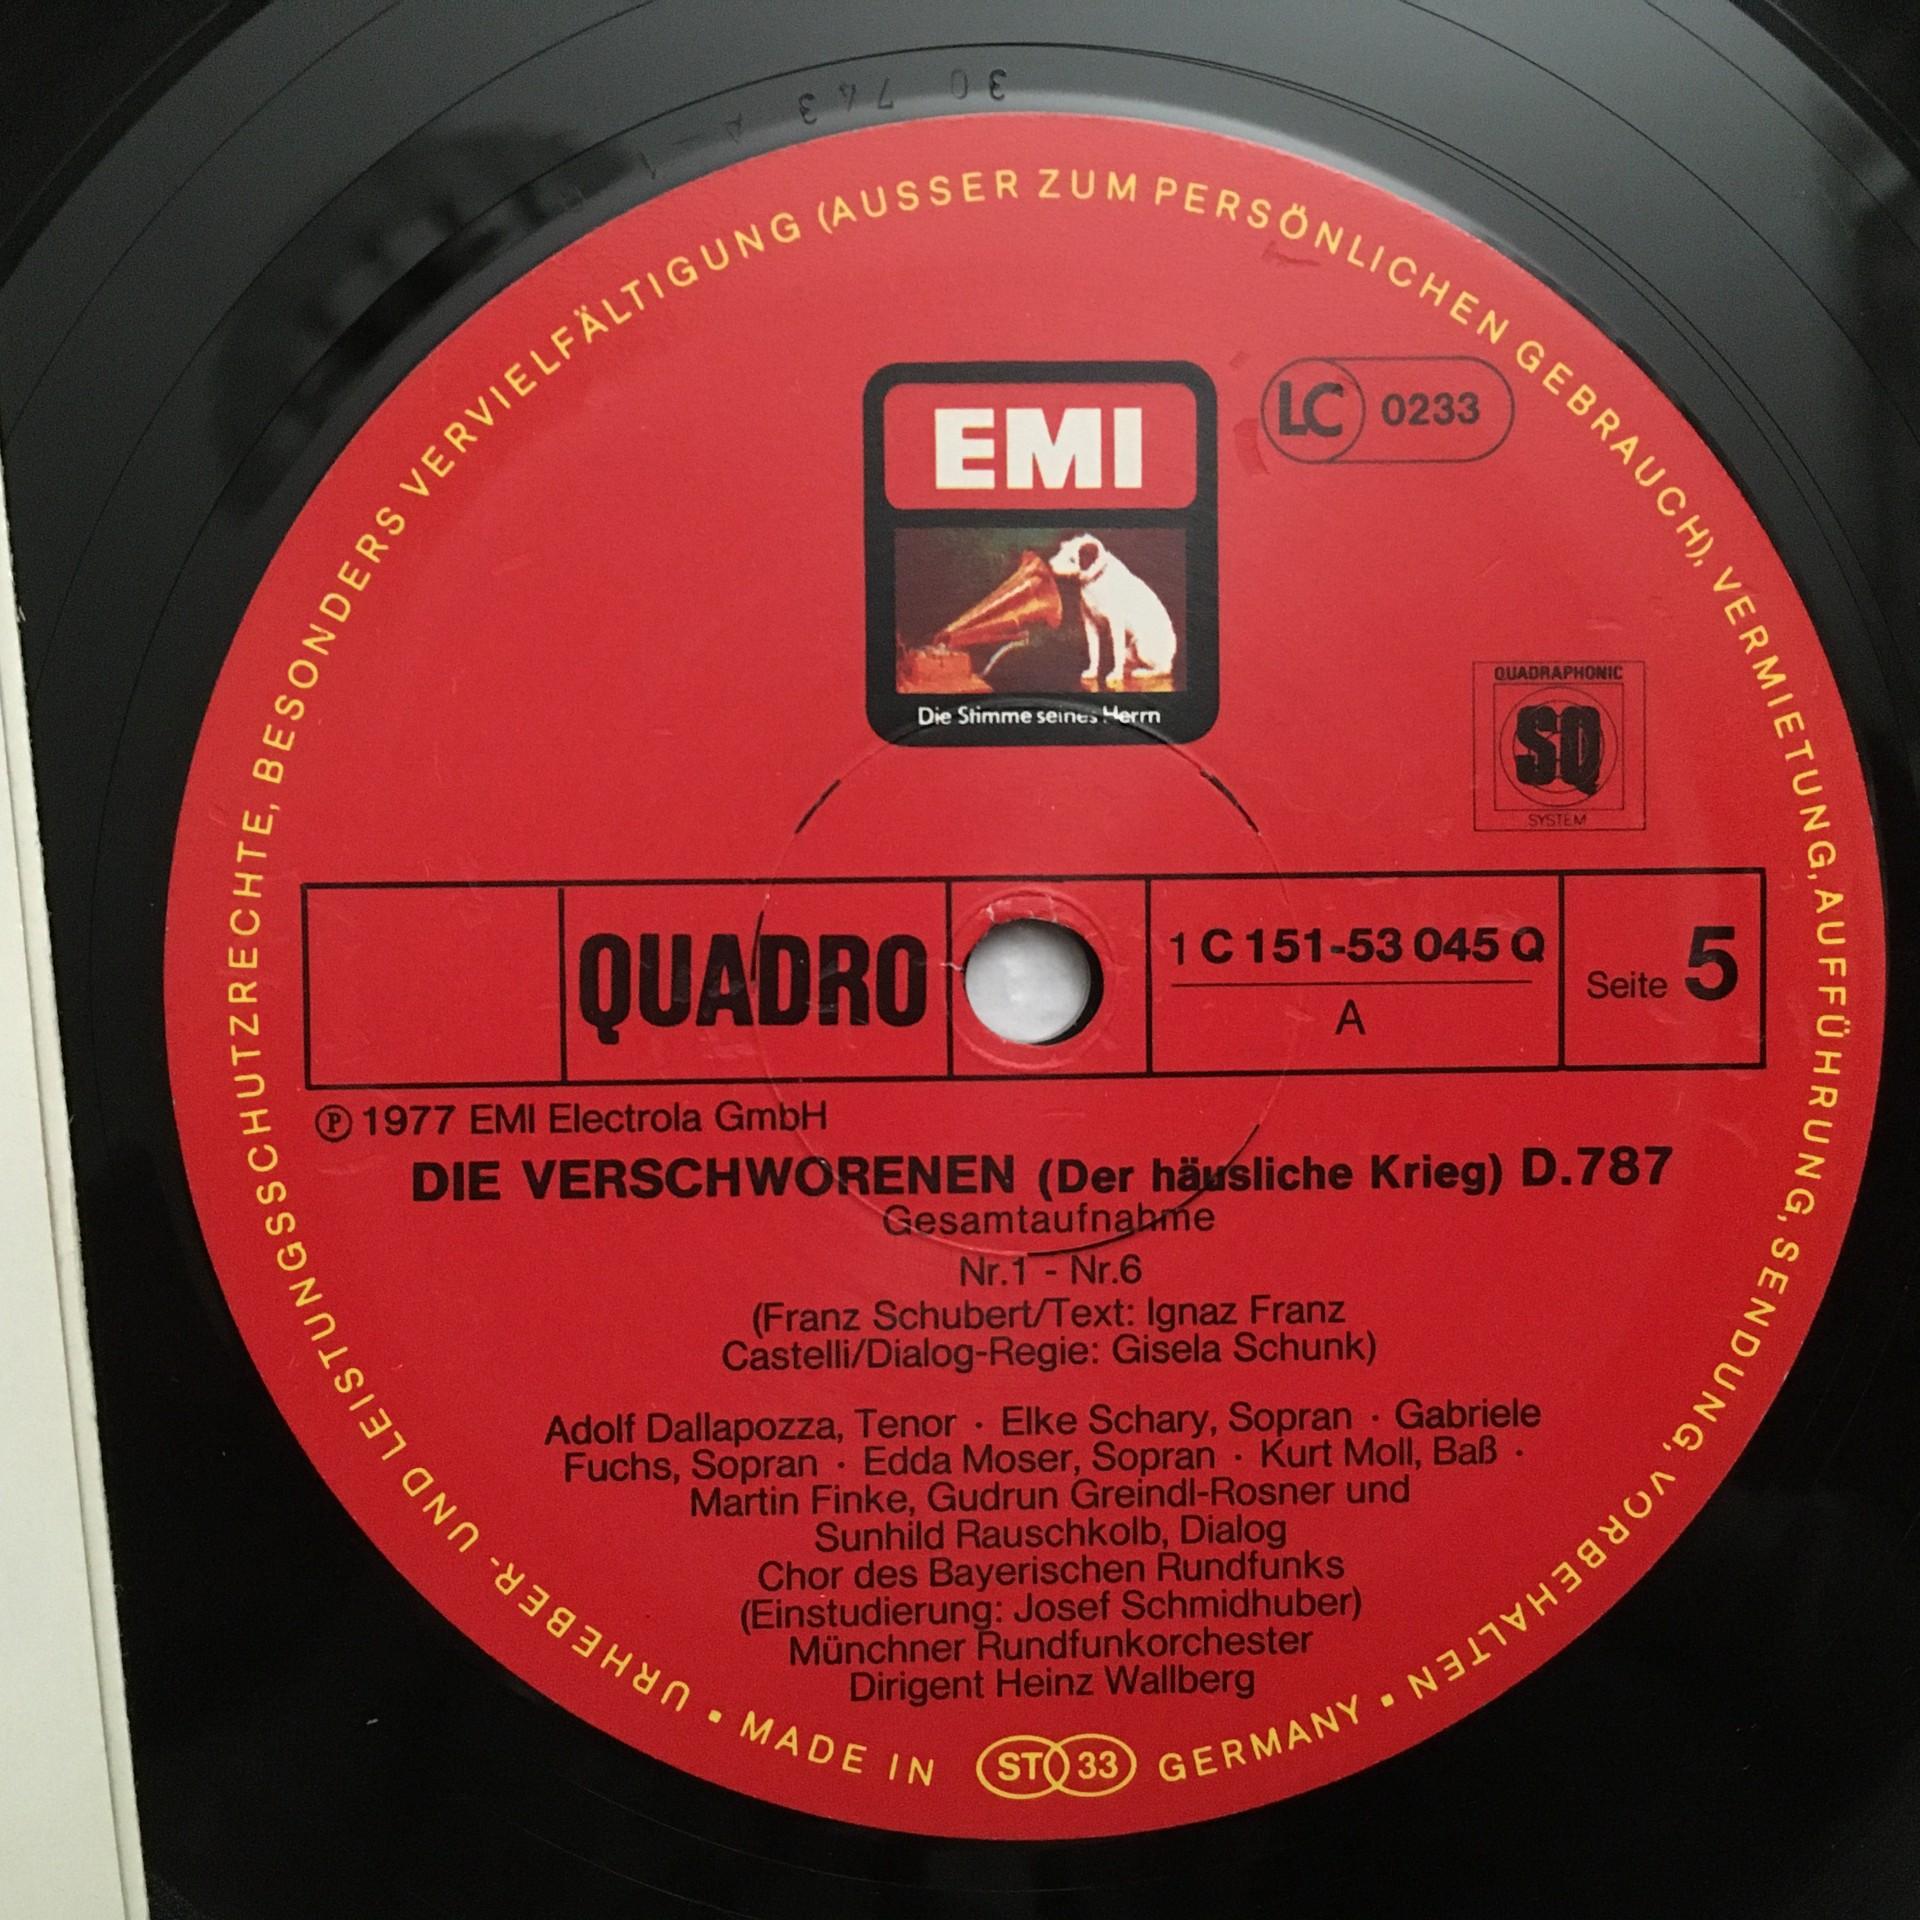 30 743 A-1
URHEBER- UND LEISTUNGSSCHUTZRECHTE, BESONDERS VERVIELFÄLTIGUNG (AUSSER ZUM PERSÖNLICHEN GEBRAUCH), VERMIETUNG, AUFFÜHRUNG, SENDUNG, VORBEHALTEN
EMI
LC 0233
Die Stimme seines Herrn
QUADRAPHONIC
SQ
SYSTEM
QUADRO
1 C 151-53 045 Q
A
Seite 5
Ⓟ 1977 EMI Electrola GmbH
DIE VERSCHWORENEN (Der häusliche Krieg) D.787
Gesamtaufnahme
Nr.1 - Nr.6
(Franz Schubert/Text: Ignaz Franz
Castelli/Dialog-Regie: Gisela Schunk)
Adolf Dallapozza, Tenor · Elke Schary, Sopran · Gabriele
Fuchs, Sopran · Edda Moser, Sopran · Kurt Moll, Baß ·
Martin Finke, Gudrun Greindl-Rosner und
Sunhild Rauschkolb, Dialog
Chor des Bayerischen Rundfunks
(Einstudierung: Josef Schmidhuber)
Münchner Rundfunkorchester
Dirigent Heinz Wallberg
• MADE IN ST 33 GERMANY •